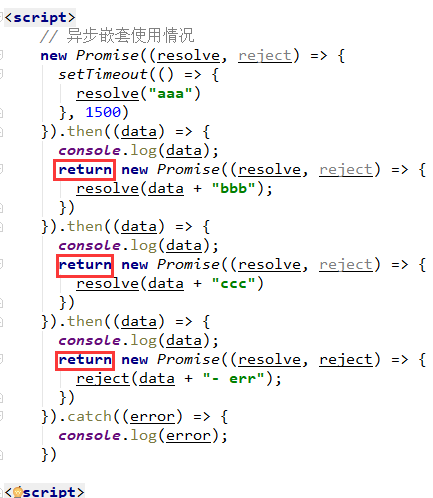 <script>
// 异步嵌套使用情况
new Promise((resolve, reject) => {
setTimeout(() => {
resolve("aaa")
}, 1500)
}).then((data) => {
console.log(data);
return new Promise((resolve, reject) => {
resolve(data + "bbb");
})
}).then((data) => {
console.log(data);
return new Promise((resolve, reject) => {
resolve(data + "ccc")
})
}).then((data) => {
console.log(data);
return new Promise((resolve, reject) => {
reject(data + "- err");
})
}).catch((error) => {
console.log(error);
})
<script>